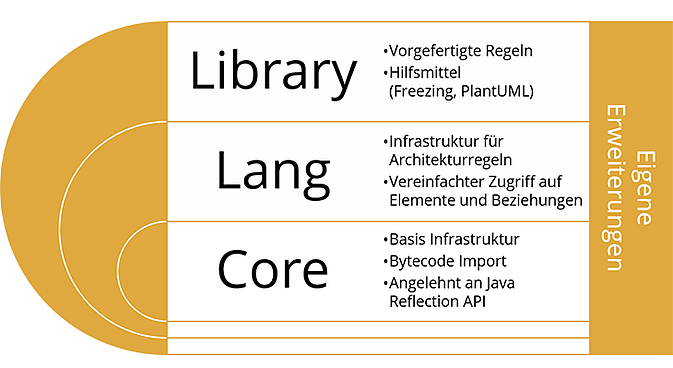 Library
•Vorgefertigte Regeln
•Hilfsmittel
(Freezing, PlantUML)
Lang
•Infrastruktur für
Architekturregeln
•Vereinfachter Zugriff auf
Elemente und Beziehungen
Core
•Basis Infrastruktur
•Bytecode Import
•Angelehnt an Java
Reflection API
Eigene
Erweiterungen